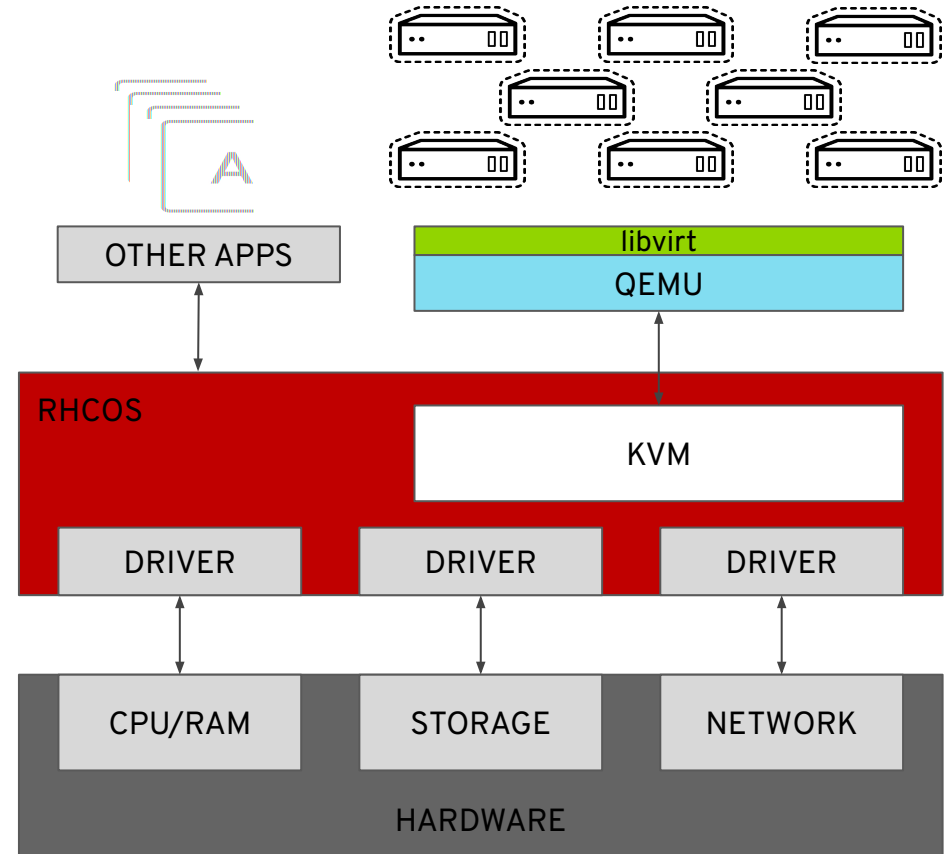 A
OTHER APPS
libvirt
QEMU
RHCOS
KVM
DRIVER
DRIVER
DRIVER
CPU/RAM
STORAGE
NETWORK
HARDWARE